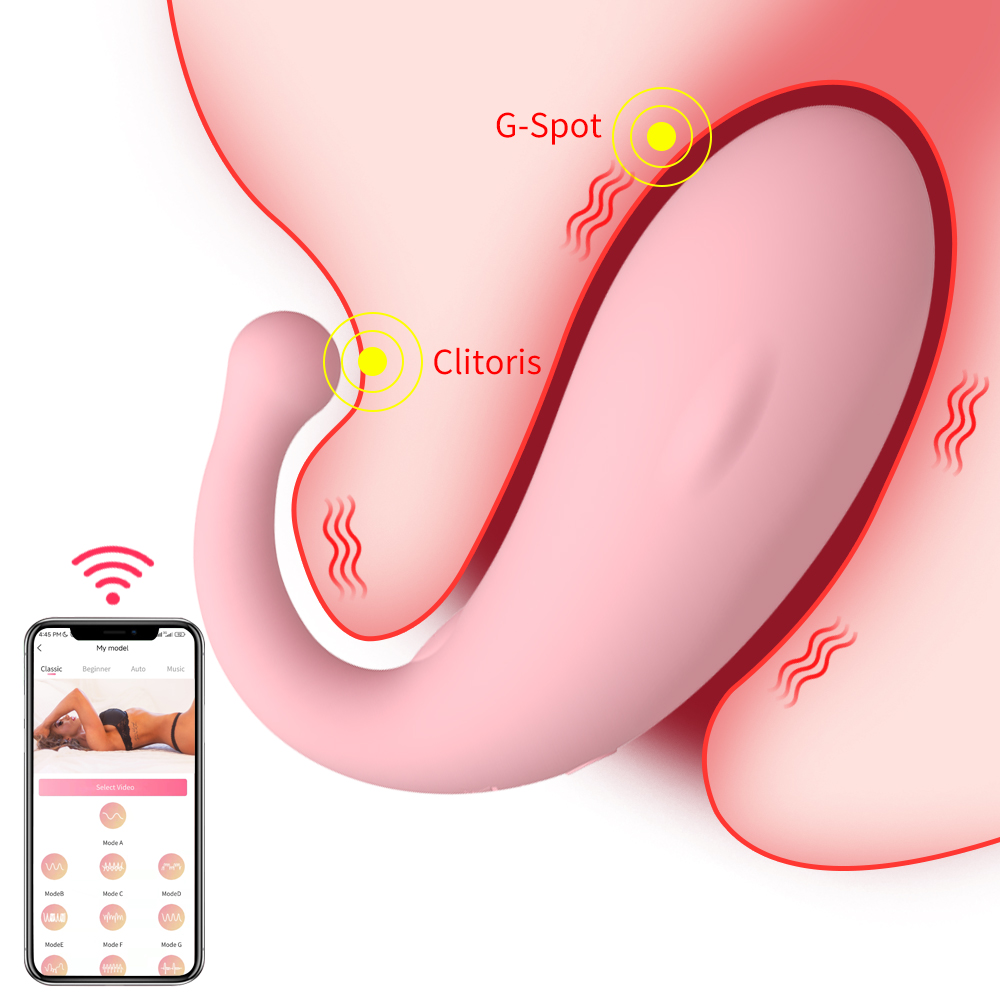 G-Spot
Clitoris
4:45 PM
My model
Classic Beginner Auto Music
Select Video
Mode A
ModeB Mode C ModeD
ModeE Mode F Mode G